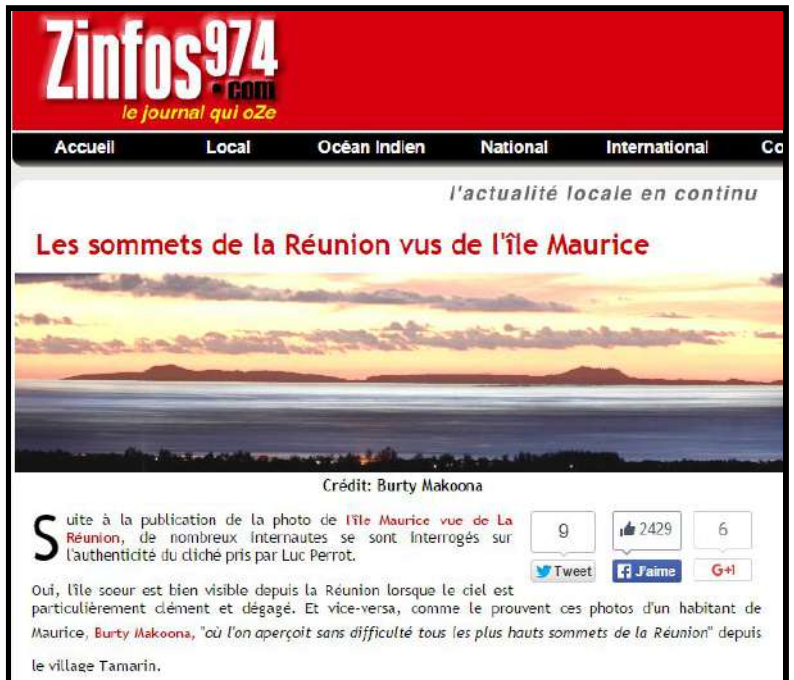 Zinfos974
.com
le journal qui oZe
Accueil Local Océan Indien National International Co
l'actualité locale en continu
Les sommets de la Réunion vus de l'île Maurice
Crédit: Burty Makoona
Suite à la publication de la photo de l'île Maurice vue de La
Réunion, de nombreux internautes se sont interrogés sur
l'authenticité du cliché pris par Luc Perrot.
9 2429 6
Tweet J'aime G+1
Oui, l'île soeur est bien visible depuis la Réunion lorsque le ciel est
particulièrement clément et dégagé. Et vice-versa, comme le prouvent ces photos d'un habitant de
Maurice, Burty Makoona, "où l'on aperçoit sans difficulté tous les plus hauts sommets de la Réunion" depuis
le village Tamarin.